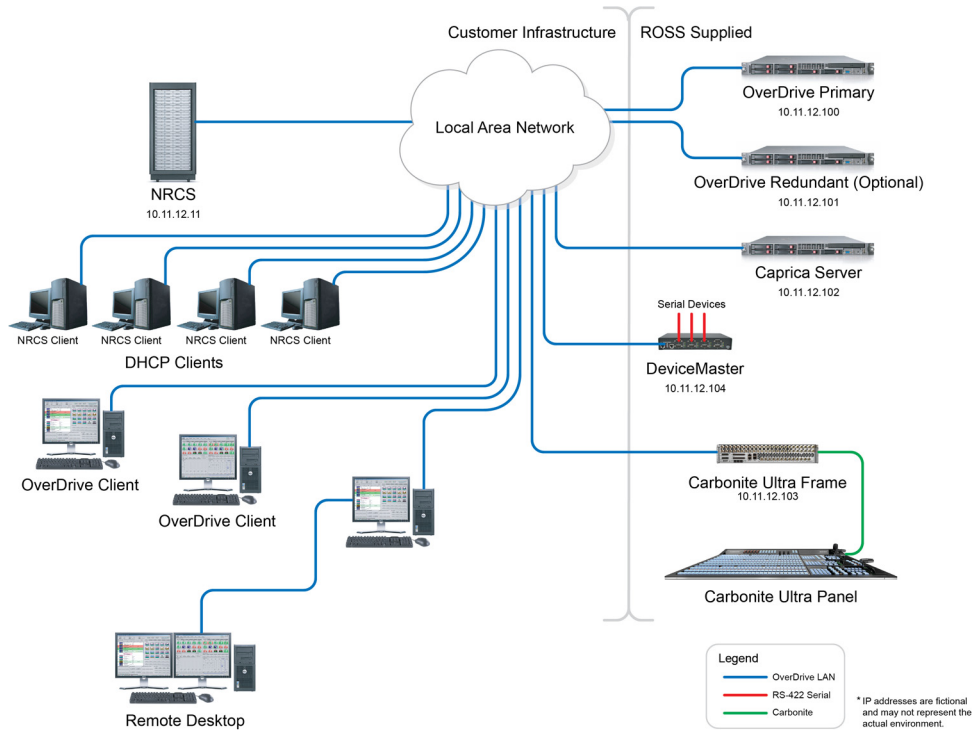 Customer Infrastructure
ROSS Supplied
Local Area Network
OverDrive Primary
10.11.12.100
OverDrive Redundant (Optional)
10.11.12.101
NRCS
10.11.12.11
Caprica Server
10.11.12.102
NRCS Client
NRCS Client
NRCS Client
NRCS Client
DHCP Clients
Serial Devices
DeviceMaster
10.11.12.104
OverDrive Client
OverDrive Client
Carbonite Ultra Frame
10.11.12.103
Carbonite Ultra Panel
Remote Desktop
Legend
OverDrive LAN
RS-422 Serial
Carbonite
* IP addresses are fictional
and may not represent the
actual environment.